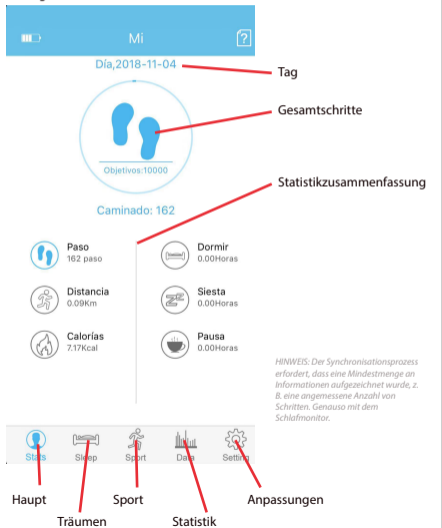 Mi
?
Día,2018-11-04
Tag
Gesamtschritte
Objetivos:10000
Statistikzusammenfassung
Caminado: 162
Paso
162 paso
Dormir
0.00Horas
Distancia
0.09Km
Siesta
0.00Horas
Calorías
7.17Kcal
Pausa
0.00Horas
HINWEIS: Der Synchronisationsprozess
erfordert, dass eine Mindestmenge an
Informationen aufgezeichnet wurde, z.
B. eine angemessene Anzahl von
Schritten. Genauso mit dem
Schlafmonitor.
Stats
Sleep
Sport
Data
Setting
Haupt
Sport
Anpassungen
Träumen
Statistik